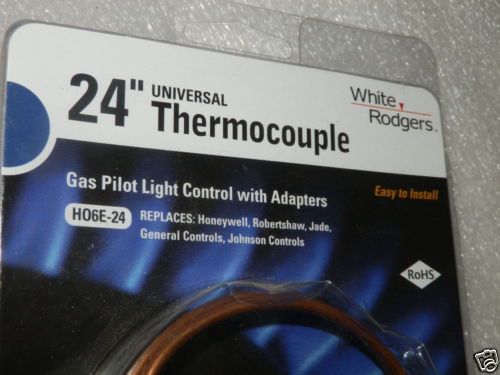 24" UNIVERSAL
Thermocouple
White
Rodgers
Gas Pilot Light Control with Adapters
Easy to Install
HO6E-24
REPLACES: Honeywell, Robertshaw, Jade,
General Controls, Johnson Controls
RoHS